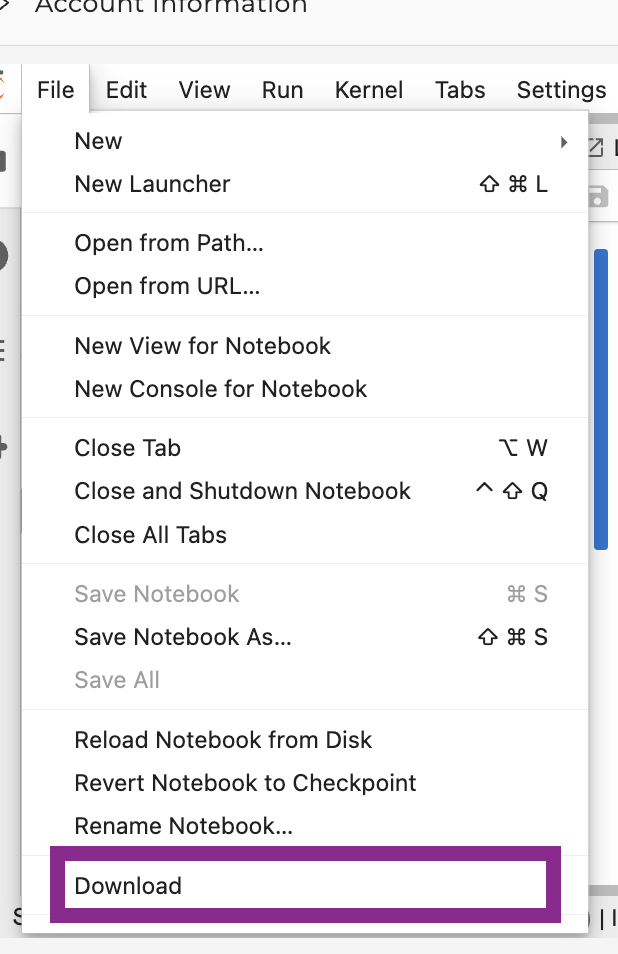 Account Information
File Edit View Run Kernel Tabs Settings
New
New Launcher ⇧ ⌘ L
Open from Path...
Open from URL...
New View for Notebook
New Console for Notebook
Close Tab ⌥ W
Close and Shutdown Notebook ^ ⇧ Q
Close All Tabs
Save Notebook ⌘ S
Save Notebook As... ⇧ ⌘ S
Save All
Reload Notebook from Disk
Revert Notebook to Checkpoint
Rename Notebook...
Download